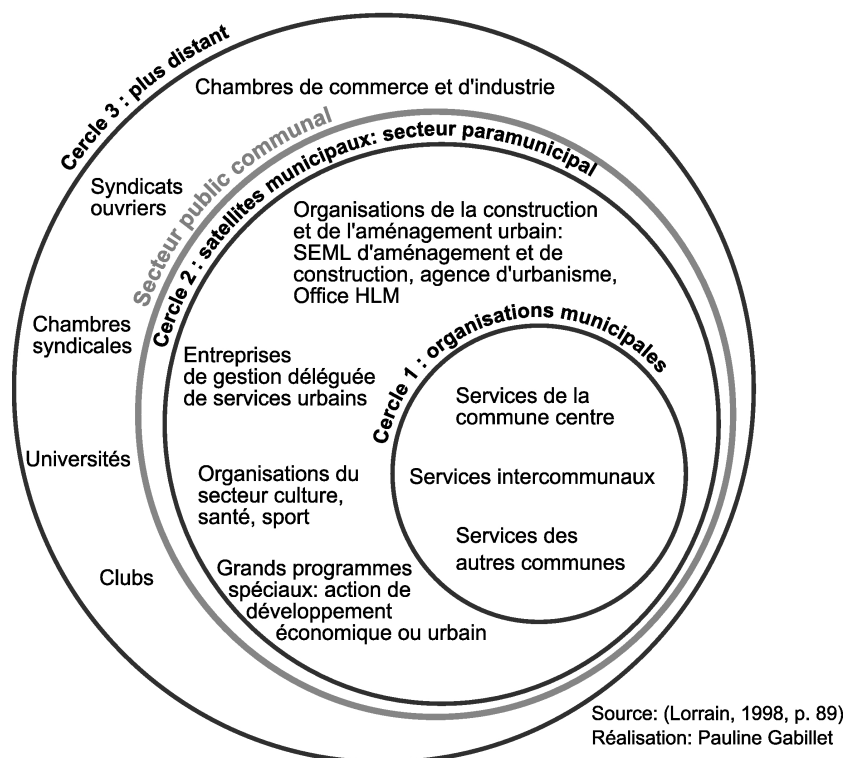 Cercle 3 : plus distant
Chambres de commerce et d'industrie
Secteur public communal
Cercle 2 : satellites municipaux: secteur paramunicipal
Syndicats
ouvriers
Organisations de la construction
et de l'aménagement urbain:
SEML d'aménagement et de
construction, agence d'urbanisme,
Office HLM
Chambres
syndicales
Cercle 1 : organisations municipales
Entreprises
de gestion déléguée
de services urbains
Services de la
commune centre
Universités
Organisations du
secteur culture,
santé, sport
Services intercommunaux
Services des
autres communes
Clubs
Grands programmes
spéciaux: action de
développement
économique ou urbain
Source: (Lorrain, 1998, p. 89)
Réalisation: Pauline Gabillet